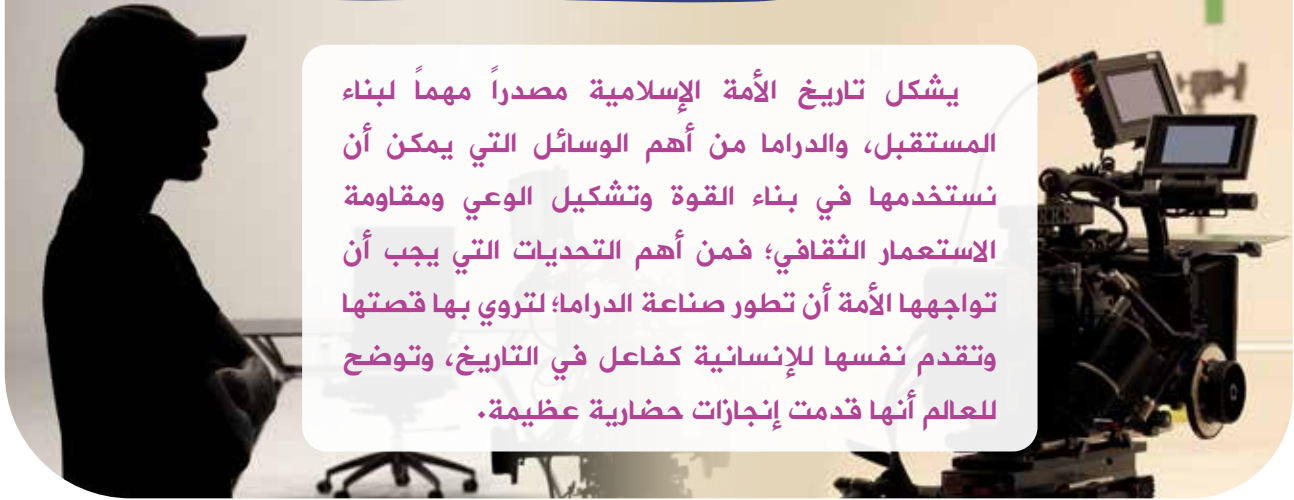 يشكل تاريخ الأمة الإسلامية مصدراً مهماً لبناء
المستقبل، والدراما من أهم الوسائل التي يمكن أن
نستخدمها في بناء القوة وتشكيل الوعي ومقاومة
الاستعمار الثقافي؛ فمن أهم التحديات التي يجب أن
تواجهها الأمة أن تطور صناعة الدراما؛ لتروي بها قصتها
وتقدم نفسها للإنسانية كفاعل في التاريخ، وتوضح
للعالم أنها قدمت إنجازات حضارية عظيمة.